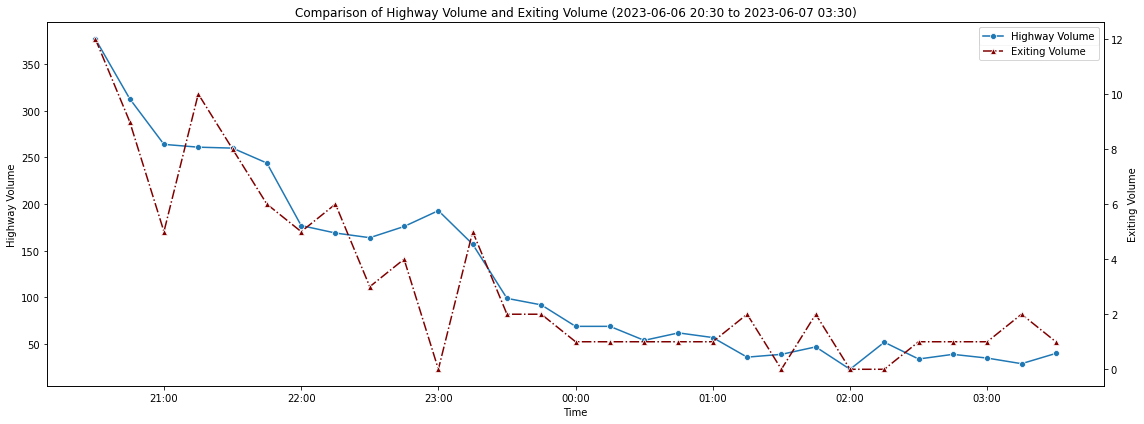 Comparison of Highway Volume and Exiting Volume (2023-06-06 20:30 to 2023-06-07 03:30)
Highway Volume
Exiting Volume
350
300
250
200
150
100
50
Highway Volume
12
10
8
6
4
2
0
Exiting Volume
21:00 22:00 23:00 00:00 01:00 02:00 03:00
Time